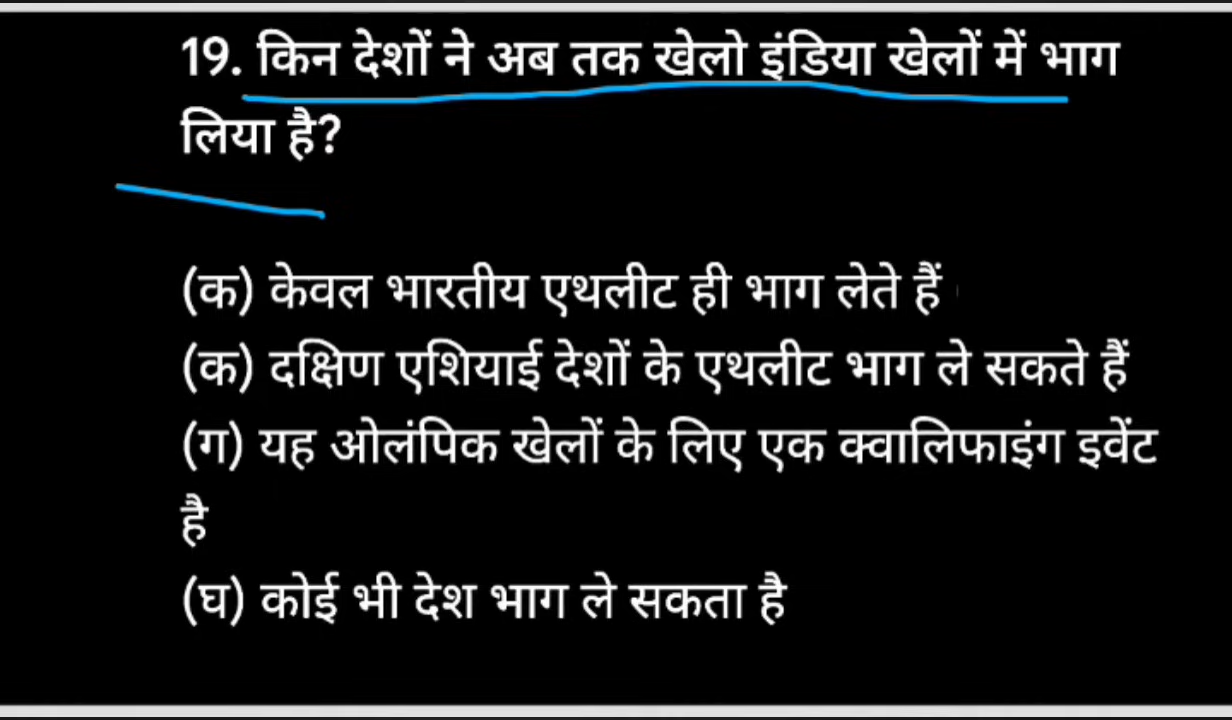 19. किन देशों ने अब तक खेलो इंडिया खेलों में भाग
लिया है?
(क) केवल भारतीय एथलीट ही भाग लेते हैं
(क) दक्षिण एशियाई देशों के एथलीट भाग ले सकते हैं
(ग) यह ओलंपिक खेलों के लिए एक क्वालिफाइंग इवेंट
है
(घ) कोई भी देश भाग ले सकता है